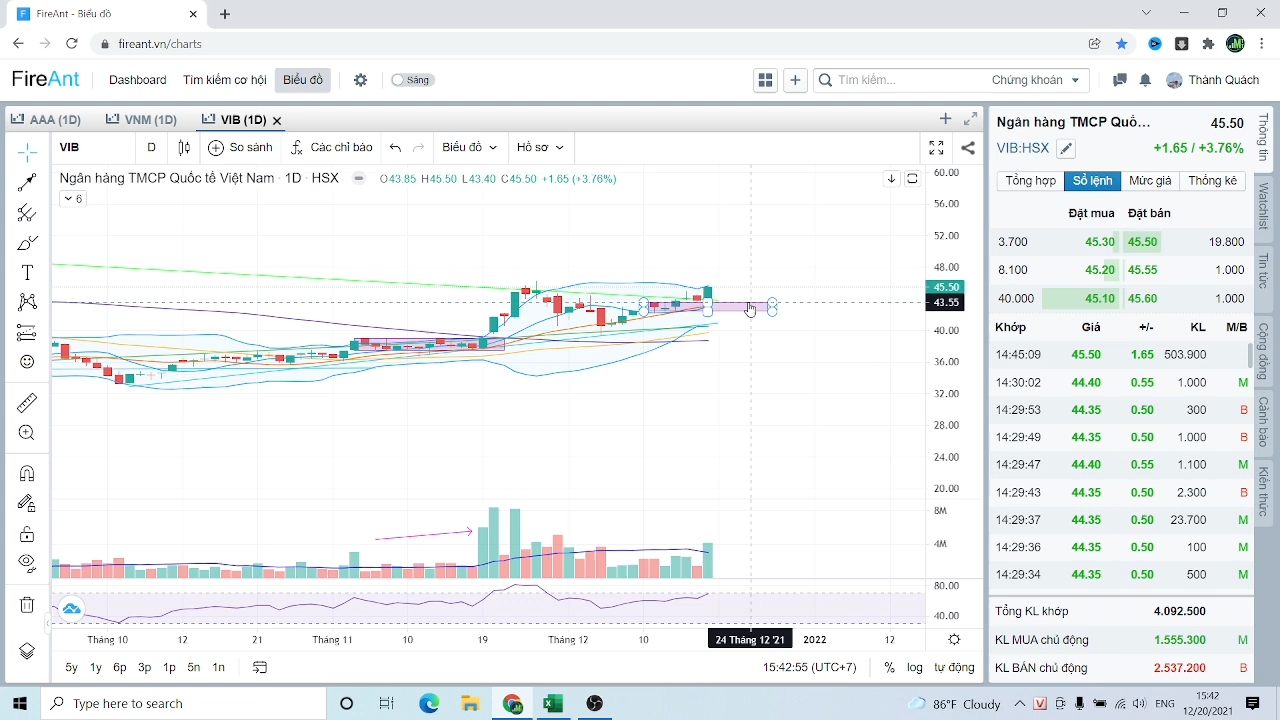 FireAnt - Biểu đồ
fireant.vn/charts
FireAnt
Dashboard
Tìm kiếm cơ hội
Biểu đồ
Sáng
Tìm kiếm...
Chứng khoán
Thành Quách
AAA (1D)
VNM (1D)
VIB (1D)
VIB
D
So sánh
Các chỉ báo
Biểu đồ
Hồ sơ
Ngân hàng TMCP Quốc tế Việt Nam · 1D · HSX
O43.85 H45.50 L43.40 C45.50 +1.65 (+3.76%)
6
60.00
56.00
52.00
48.00
45.50
43.55
40.00
36.00
32.00
28.00
24.00
20.00
8M
4M
80.00
40.00
Tháng 10
12
21
Tháng 11
10
19
Tháng 12
10
24 Tháng 12 '21
2022
12
5y
1y
6p
3p
1p
5n
1n
15:42:55 (UTC+7)
%
log
tự động
Ngân hàng TMCP Quố...
45.50
VIB:HSX
+1.65 / +3.76%
Tổng hợp
Sổ lệnh
Mức giá
Thống kê
Đặt mua
Đặt bán
3.700 45.30 45.50 19.800
8.100 45.20 45.55 1.000
45.10 45.60
Khớp Giá +/- KL M/B
45.50 1.65 503.900
14:30:02 44.40 0.55 1.000 M
14:29:53 44.35 0.50 300 B
14:29:49 44.35 0.50 1.000 B
14:29:47 44.40 0.55 1.100 M
14:29:43 44.35 0.50 2.300 B
14:29:37 44.35 0.50 23.700 M
14:29:36 44.35 0.50 100 M
14:29:34 44.35 0.50 500 M
Tổng KL khớp 4.092.500
KL MUA chủ động 1.555.300 M
KL BÁN chủ động 2.537.200 B
Thông tin
Watchlist
Tin tức
Cộng đồng
Cảnh báo
Kiến thức
Type here to search
86°F Cloudy
ENG
15:42
12/20/2021